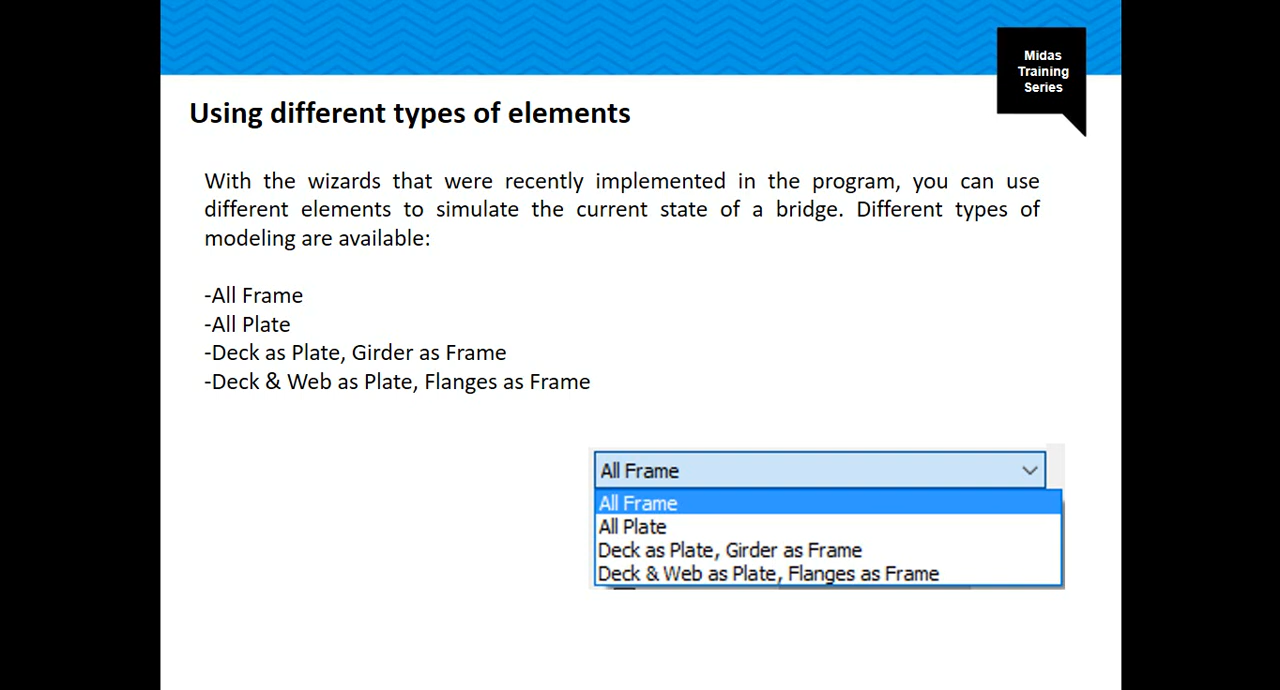 Midas
Training
Series
Using different types of elements
With the wizards that were recently implemented in the program, you can use
different elements to simulate the current state of a bridge. Different types of
modeling are available:
-All Frame
-All Plate
-Deck as Plate, Girder as Frame
-Deck & Web as Plate, Flanges as Frame
All Frame
All Frame
All Plate
Deck as Plate, Girder as Frame
Deck & Web as Plate, Flanges as Frame